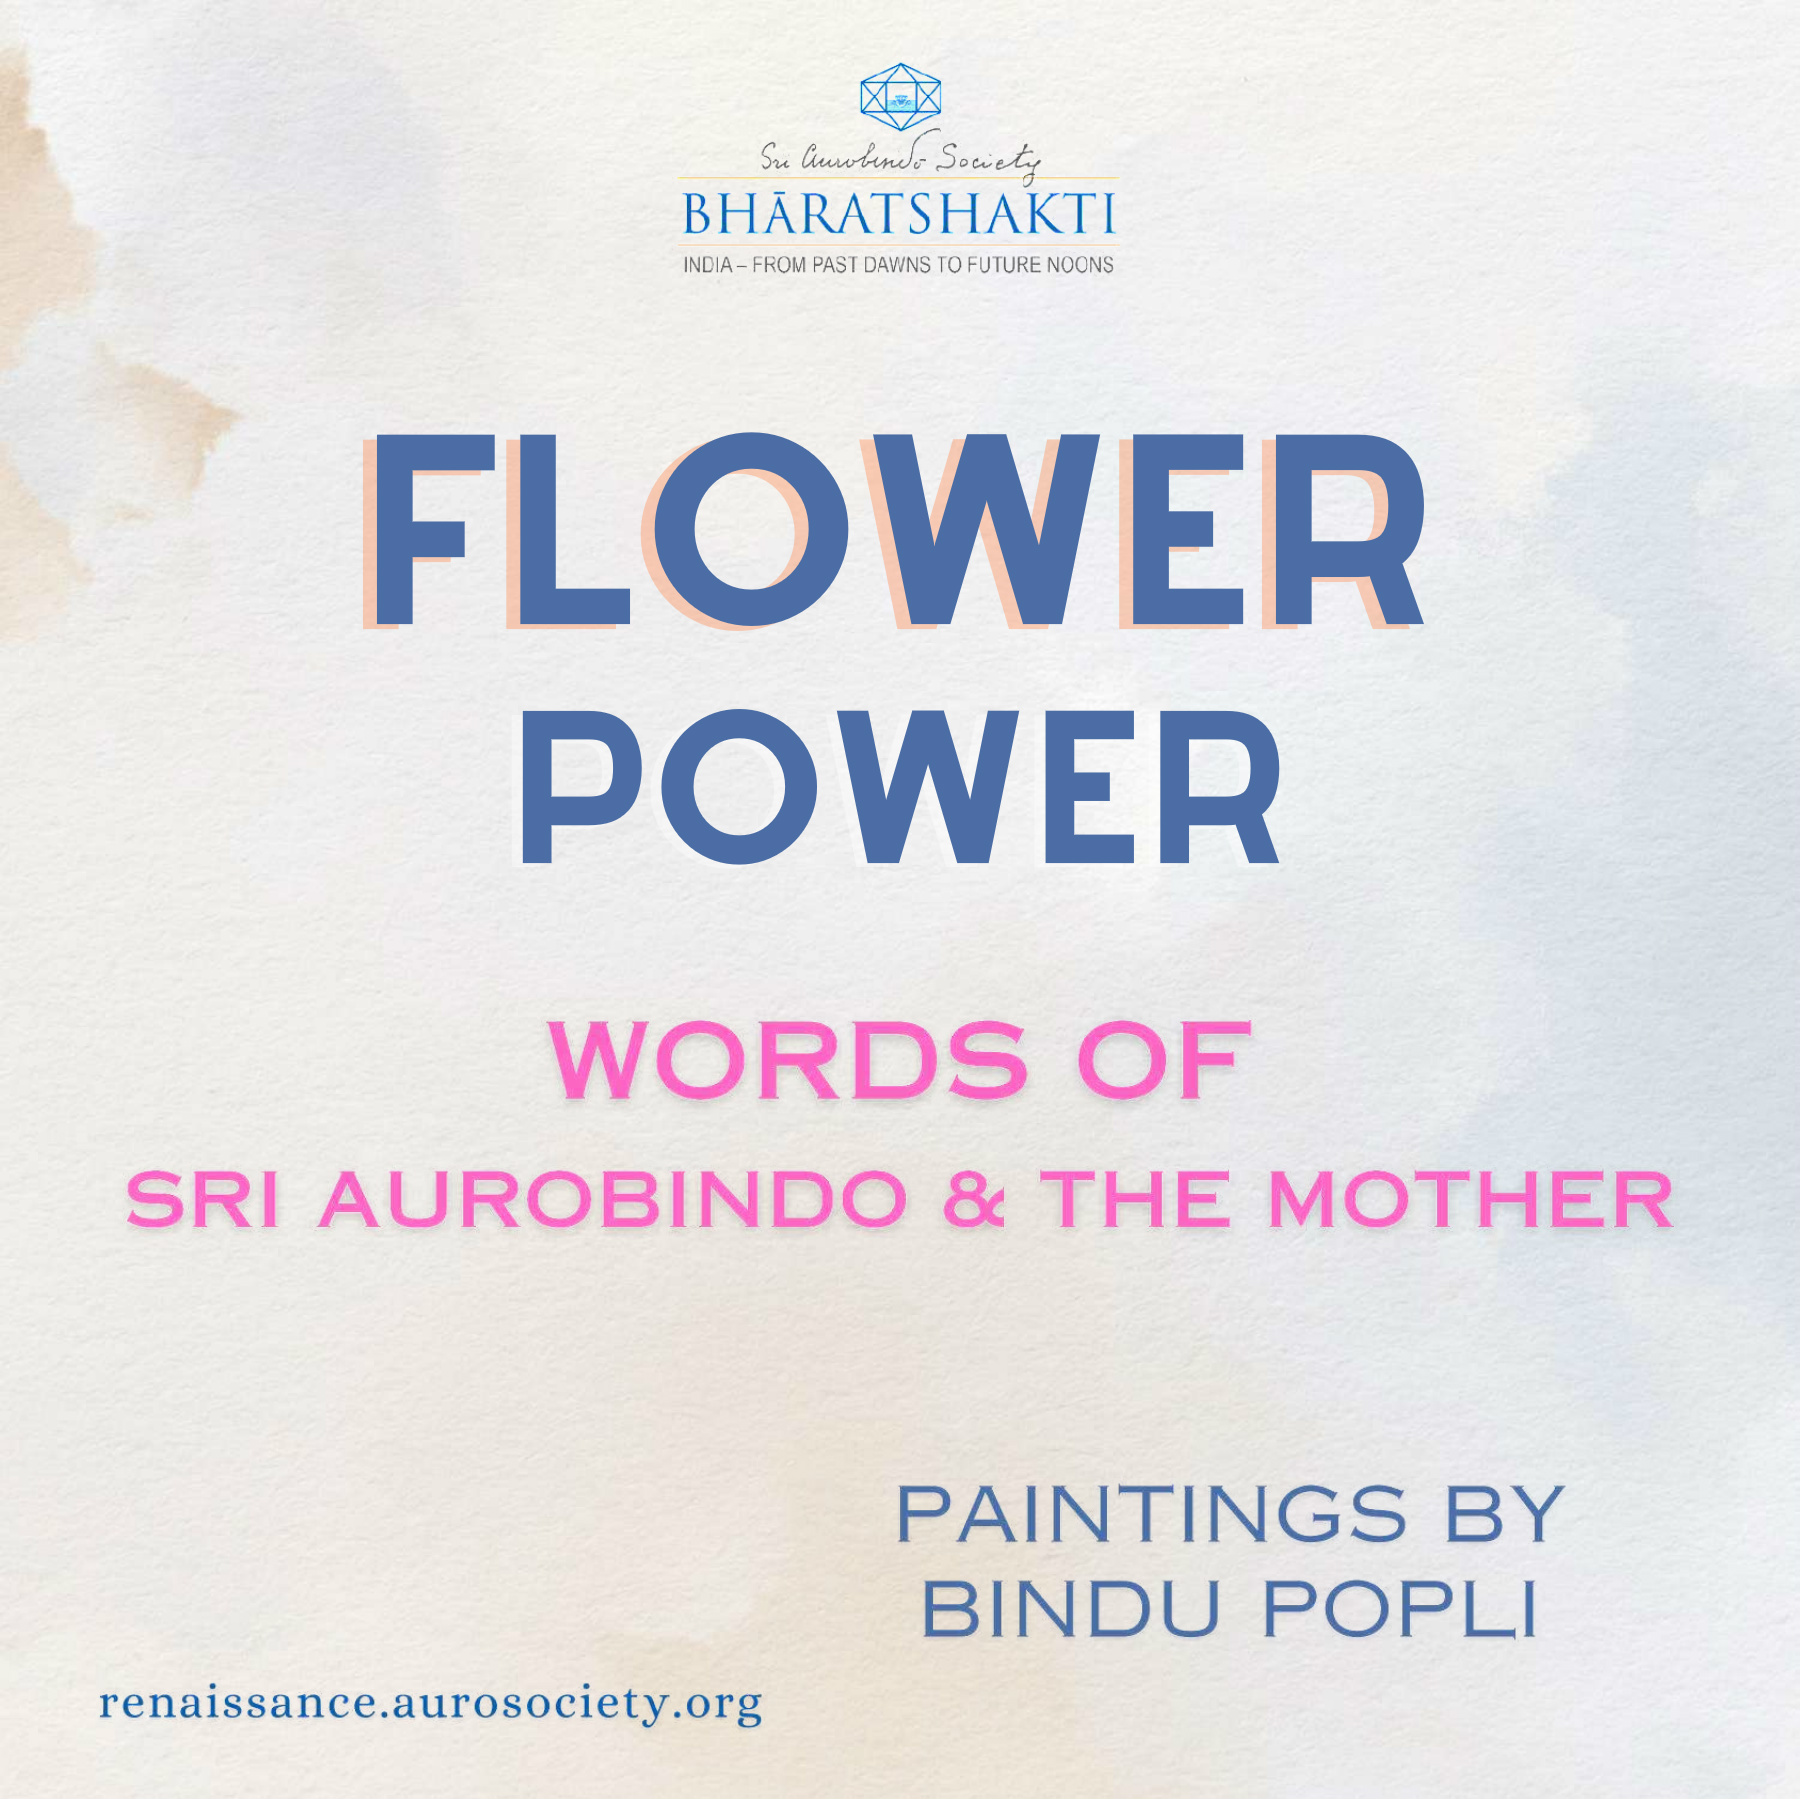 Sri Aurobindo Society
BHĀRATSHAKTI
INDIA – FROM PAST DAWNS TO FUTURE NOONS
FLOWER
POWER
WORDS OF
SRI AUROBINDO & THE MOTHER
PAINTINGS BY
BINDU POPLI
renaissance.aurosociety.org